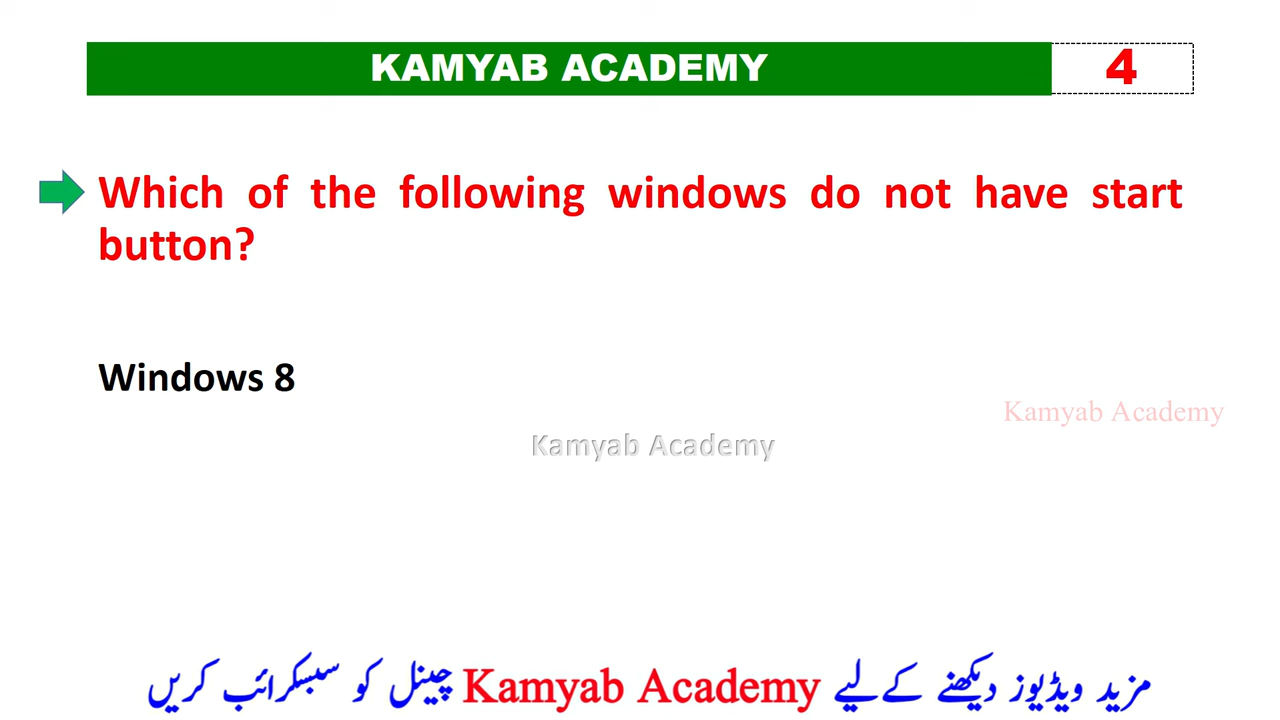 KAMYAB ACADEMY
4
Which of the following windows do not have start
button?
Windows 8
Kamyab Academy
Kamyab Academy
مزید ویڈیوز دیکھنے کے لیے Kamyab Academy چینل کو سبسکرائب کریں